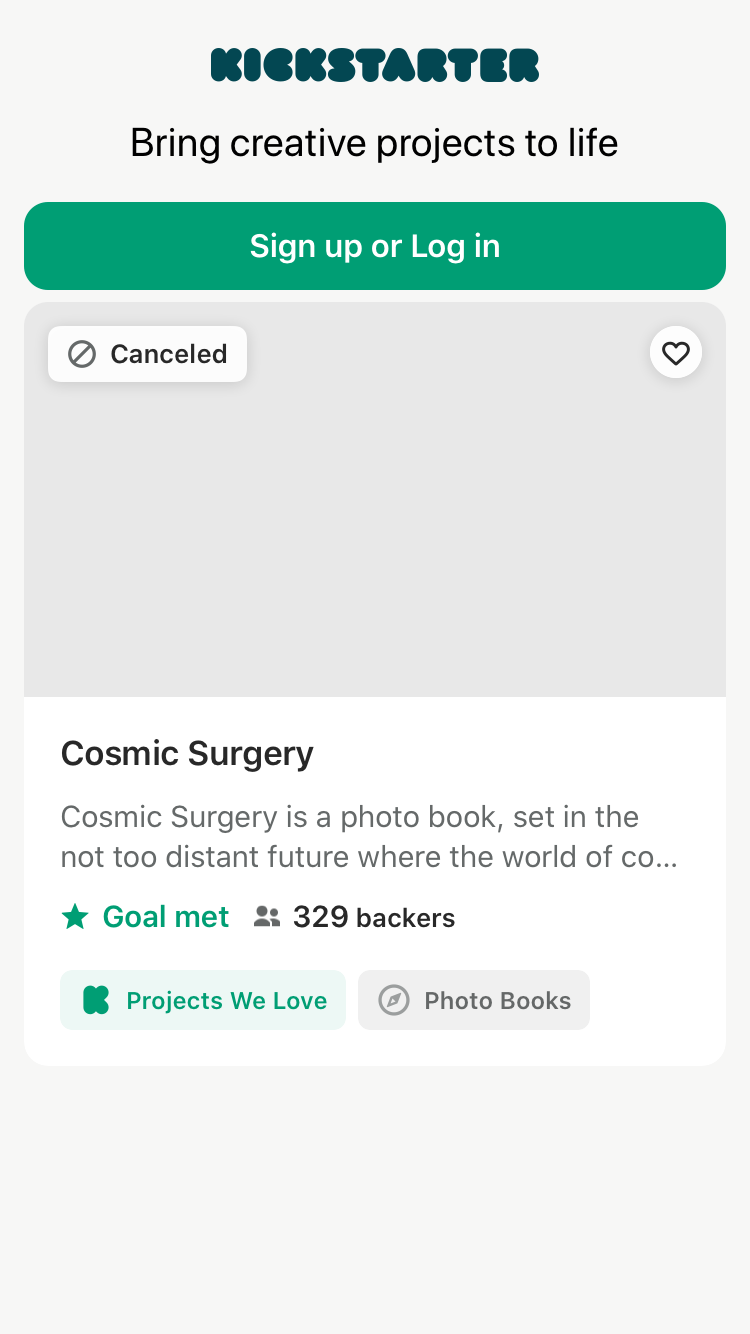 KICKSTARTER
Bring creative projects to life
Sign up or Log in
Canceled
Cosmic Surgery
Cosmic Surgery is a photo book, set in the
not too distant future where the world of co...
Goal met 329 backers
Projects We Love Photo Books